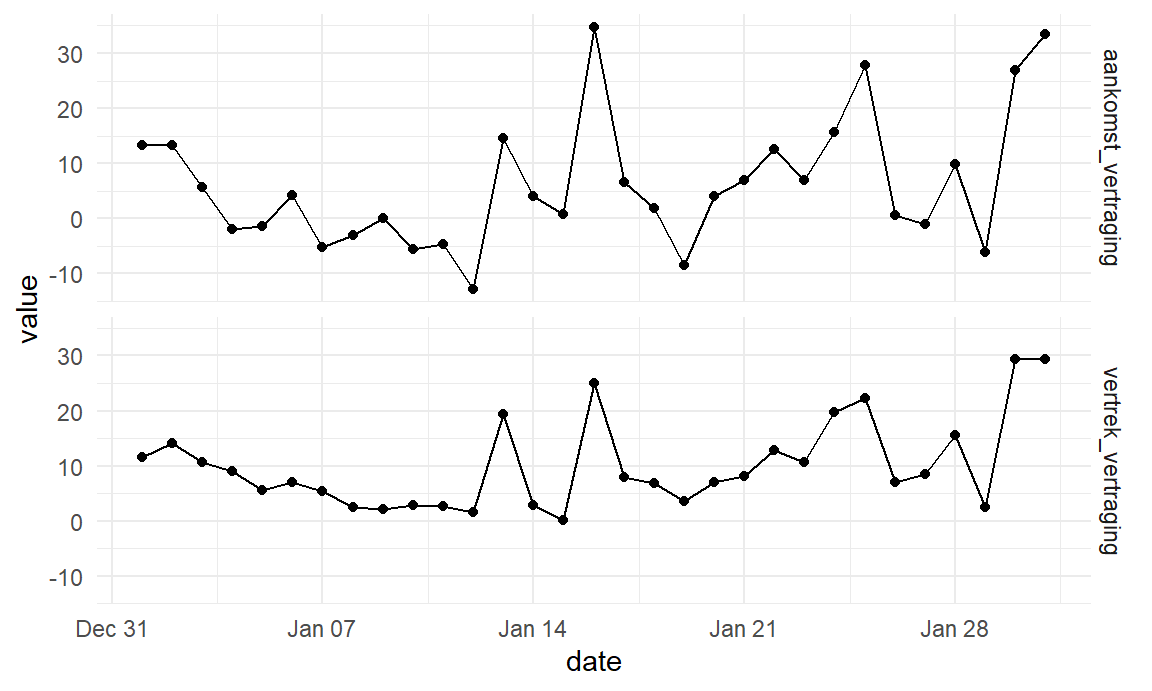 30
20
10
0
-10
aankomst_vertraging
value
30
20
10
0
-10
vertrek_vertraging
Dec 31 Jan 07 Jan 14 Jan 21 Jan 28
date